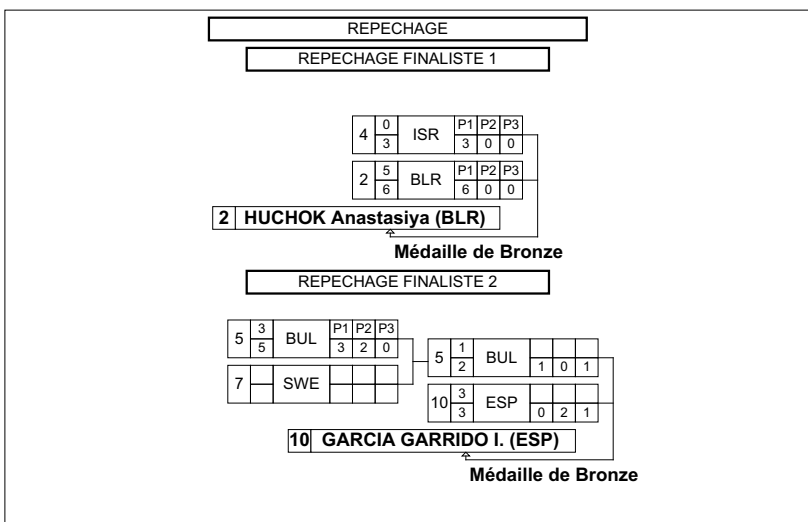 REPECHAGE
REPECHAGE FINALISTE 1
4 0 ISR P1 P2 P3
3 3 0 0
2 5 BLR P1 P2 P3
6 6 0 0
2 HUCHOK Anastasiya (BLR)
Médaille de Bronze
REPECHAGE FINALISTE 2
5 3 BUL P1 P2 P3
5 3 2 0
7 SWE
5 1 BUL
2 1 0 1
10 3 ESP
3 0 2 1
10 GARCIA GARRIDO I. (ESP)
Médaille de Bronze